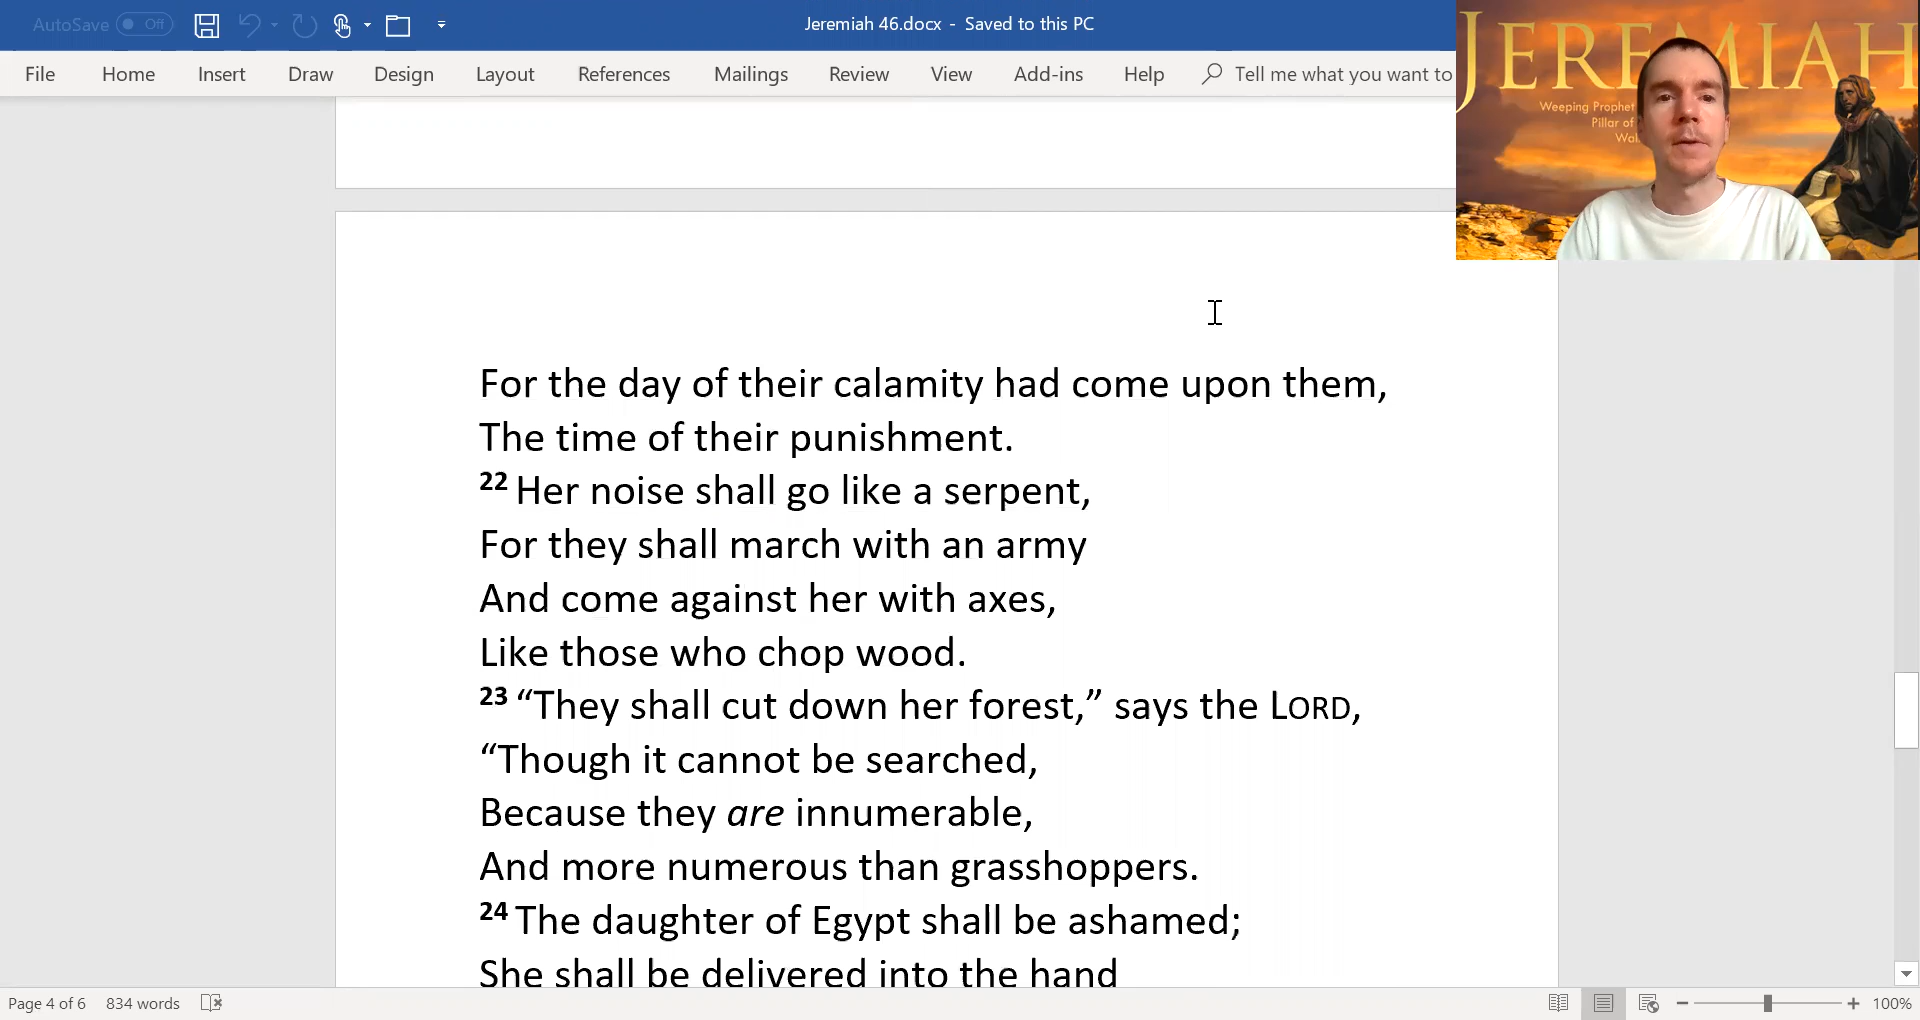 AutoSave Off
Jeremiah 46.docx - Saved to this PC
File Home Insert Draw Design Layout References Mailings Review View Add-ins Help Tell me what you want to
JEREMIAH
Weeping Prophet
Pillar of
Wal
For the day of their calamity had come upon them,
The time of their punishment.
22 Her noise shall go like a serpent,
For they shall march with an army
And come against her with axes,
Like those who chop wood.
23 “They shall cut down her forest,” says the LORD,
“Though it cannot be searched,
Because they are innumerable,
And more numerous than grasshoppers.
24 The daughter of Egypt shall be ashamed;
She shall be delivered into the hand
Page 4 of 6 834 words 100%